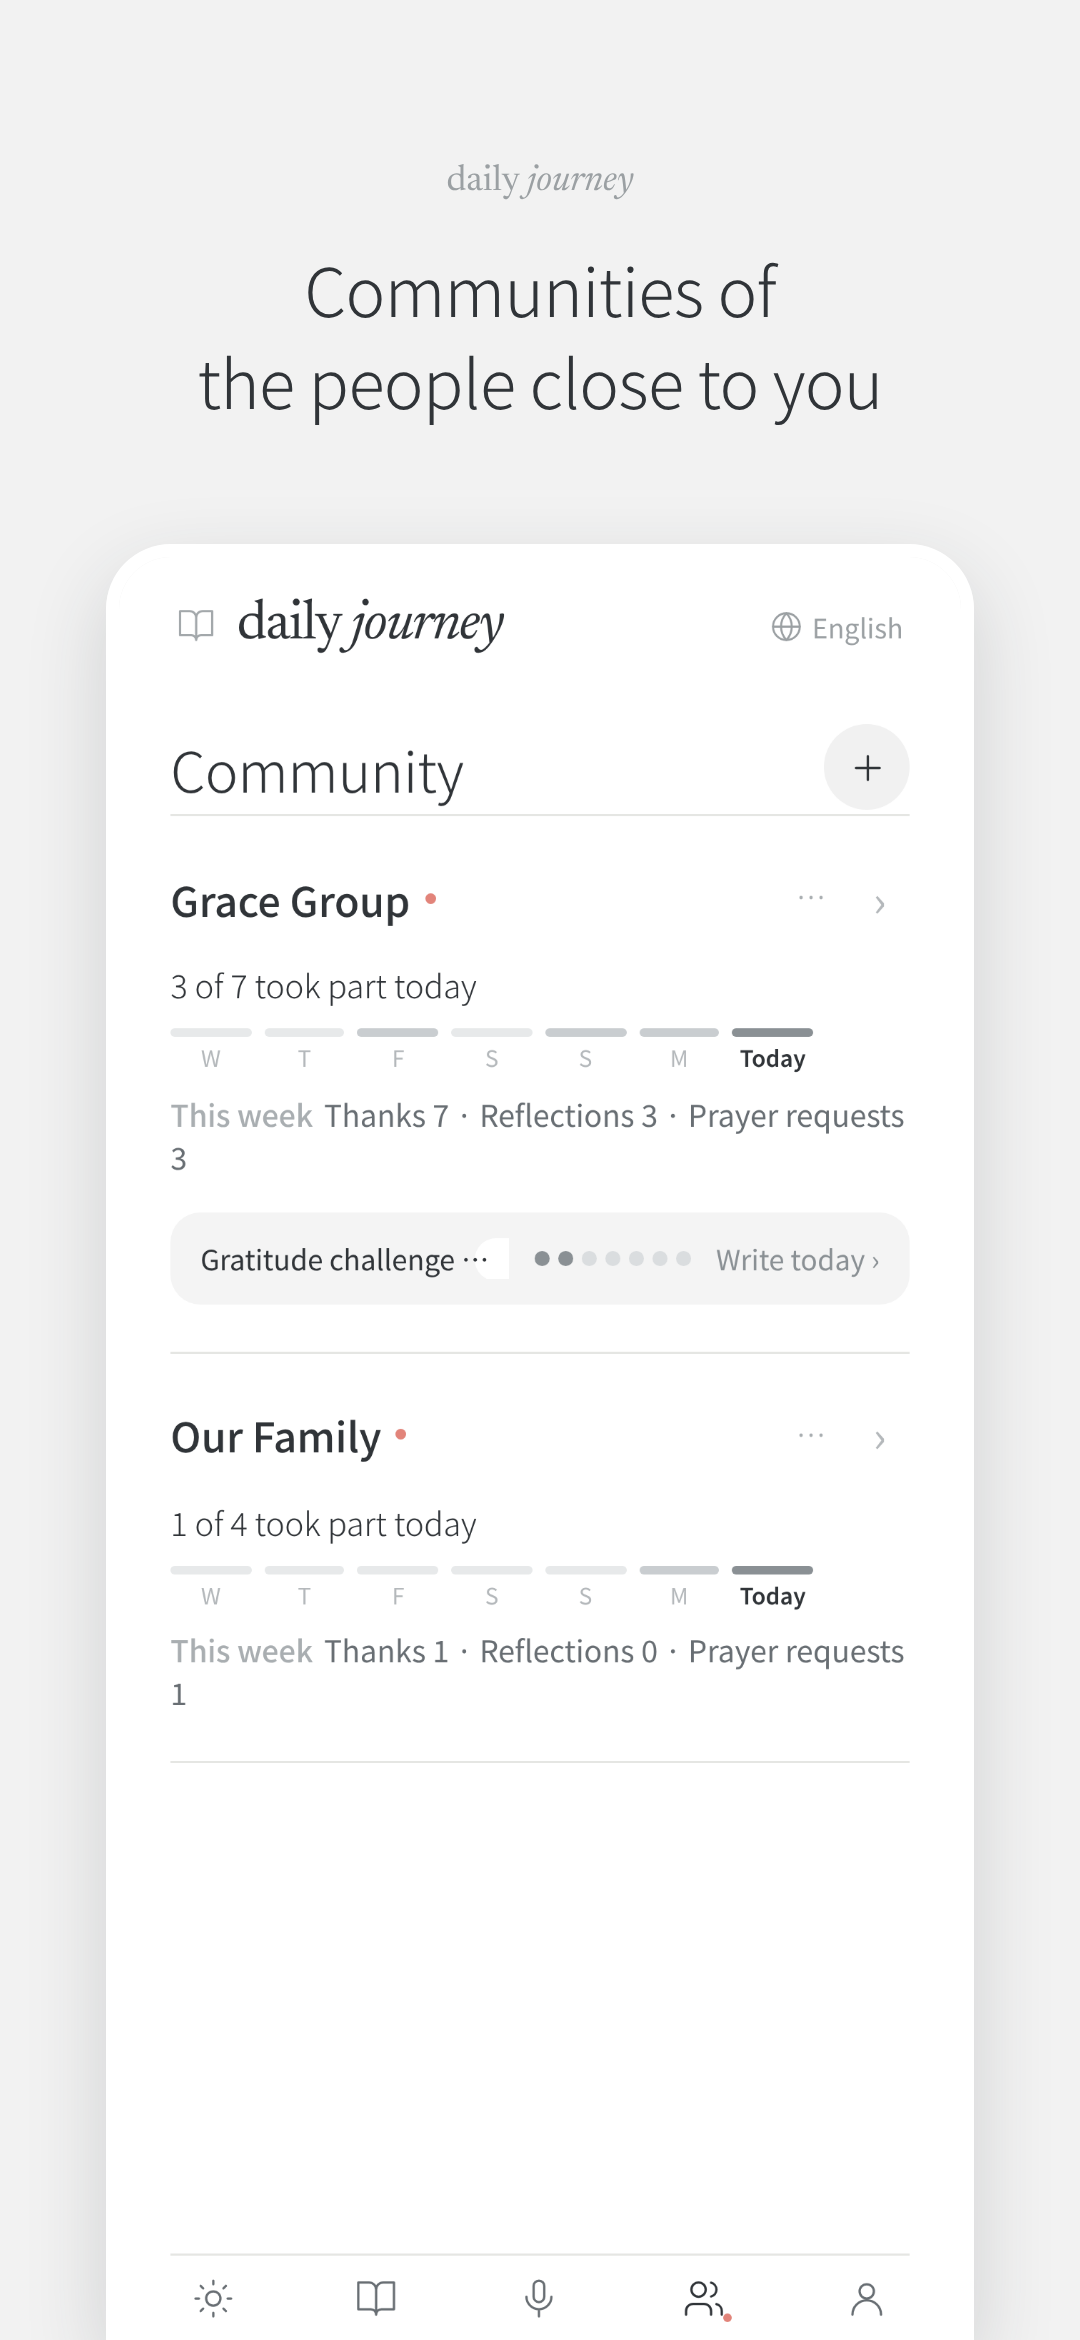 daily journey
Communities of
the people close to you
daily journey
English
Community
+
Grace Group
... ›
3 of 7 took part today
W T F S S M Today
This week Thanks 7 · Reflections 3 · Prayer requests
3
Gratitude challenge ··· Write today ›
Our Family
... ›
1 of 4 took part today
W T F S S M Today
This week Thanks 1 · Reflections 0 · Prayer requests
1